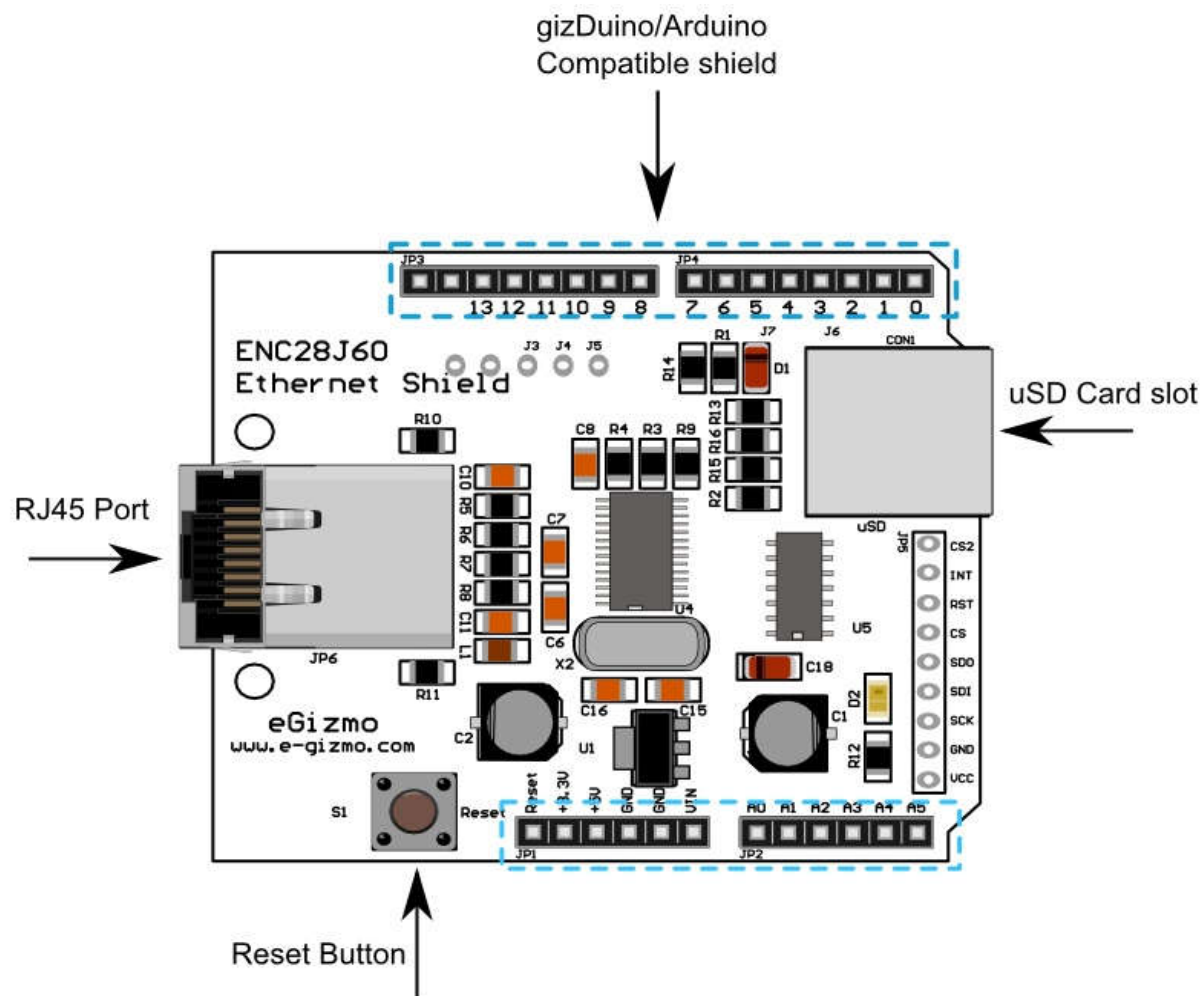 gizDuino/Arduino
Compatible shield
JP3
JP4
13 12 11 10 9 8
7 6 5 4 3 2 1 0
ENC28J60
Ethernet Shield
J3 J4 J5
J7
J6
CON1
R14
R1
D1
R13
R16
R15
R2
uSD Card slot
R10
C8 R4 R3 R9
RJ45 Port
C10
R5
R6
R7
R8
C11
L1
C7
C6
U4
X2
U5
uSD
JP5
CS2
INT
RST
CS
SDO
SDI
SCK
GND
VCC
JP6
R11
C18
C16
C15
D2
eGizmo
www.e-gizmo.com
C2
U1
C1
R12
S1
Reset
Reset
+3.3V
+5V
GND
GND
VIN
A0 A1 A2 A3 A4 A5
JP1
JP2
Reset Button